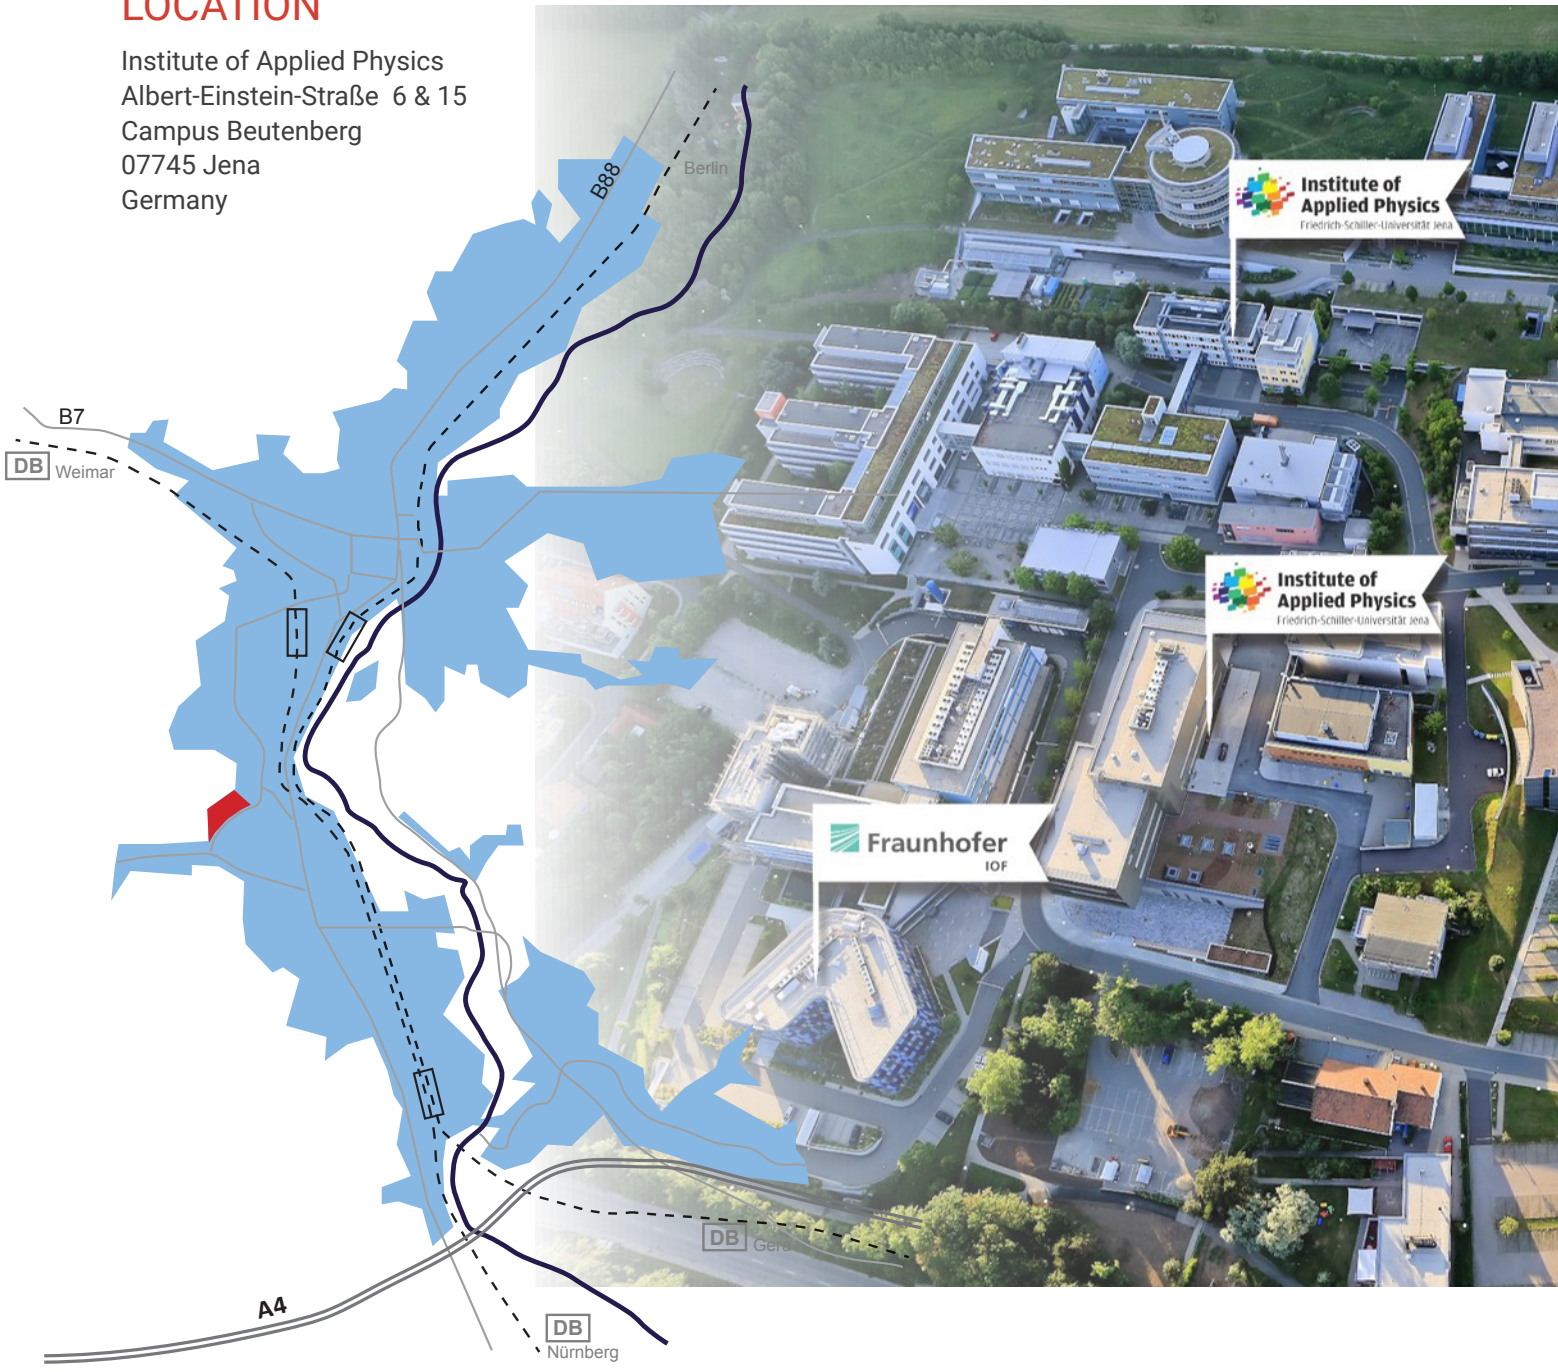 LOCATION
Institute of Applied Physics
Albert-Einstein-Straße 6 & 15
Campus Beutenberg
07745 Jena
Germany
B88
Berlin
Institute of
Applied Physics
Friedrich-Schiller-Universität Jena
B7
DB Weimar
Institute of
Applied Physics
Friedrich-Schiller-Universität Jena
Fraunhofer
IOF
DB Gera
A4
DB
Nürnberg